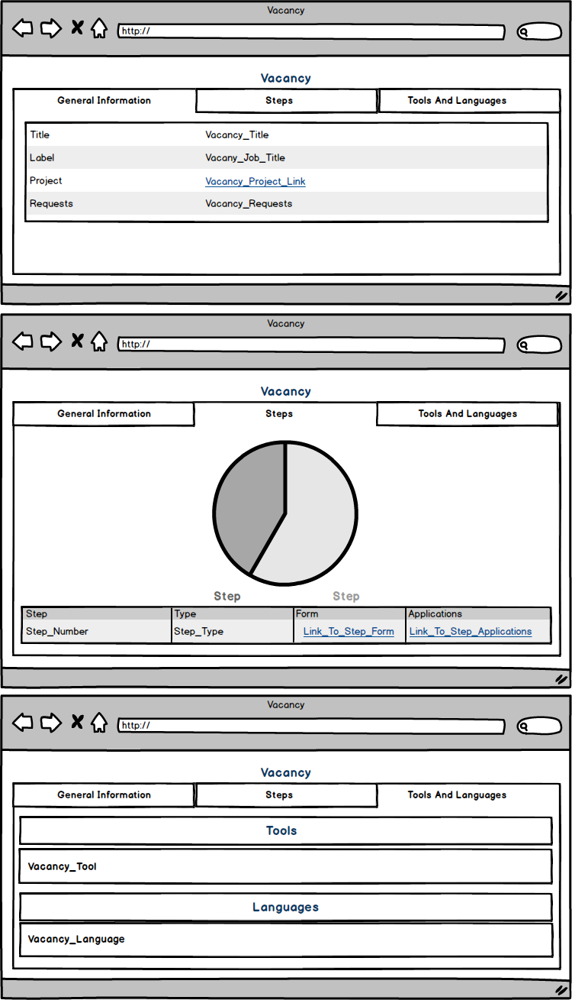 Vacancy
http://
Vacancy
General Information Steps Tools And Languages
Title Vacancy_Title
Label Vacany_Job_Title
Project Vacancy_Project_Link
Requests Vacancy_Requests
Vacancy
http://
Vacancy
General Information Steps Tools And Languages
Step Step
Step Type Form Applications
Step_Number Step_Type Link_To_Step_Form Link_To_Step_Applications
Vacancy
http://
Vacancy
General Information Steps Tools And Languages
Tools
Vacancy_Tool
Languages
Vacancy_Language